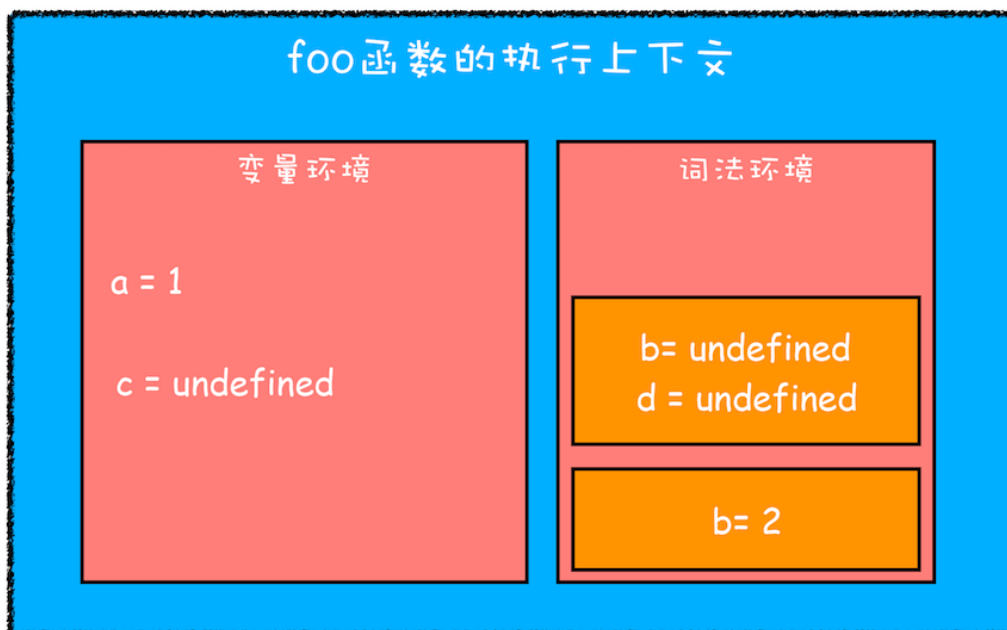 foo函数的执行上下文
变量环境
a = 1
c = undefined
词法环境
b= undefined
d = undefined
b= 2